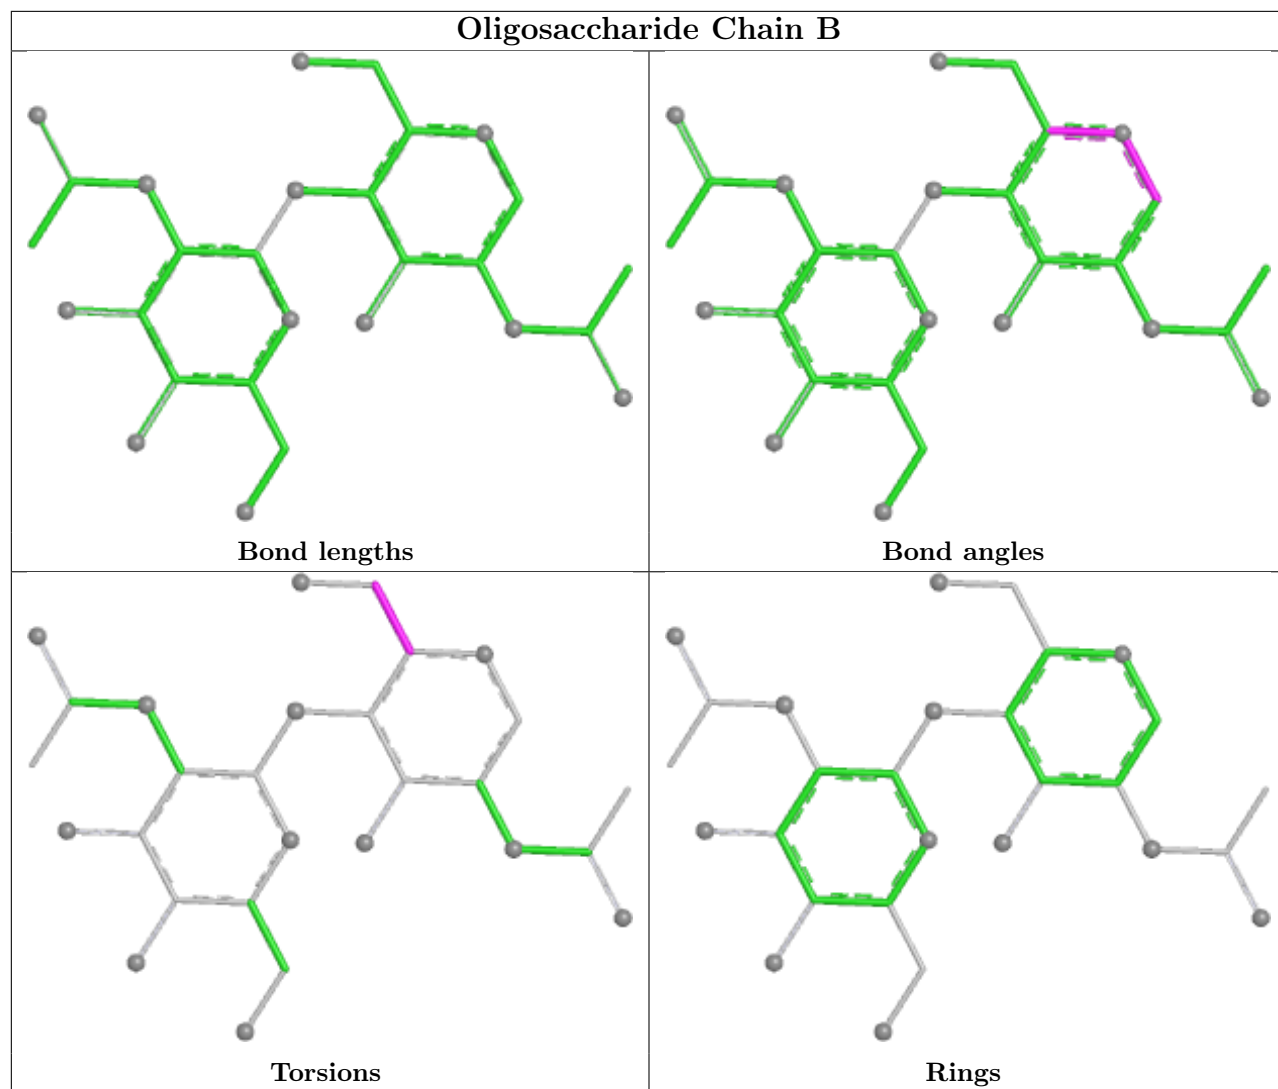 Oligosaccharide Chain B
Bond lengths
Bond angles
Torsions
Rings